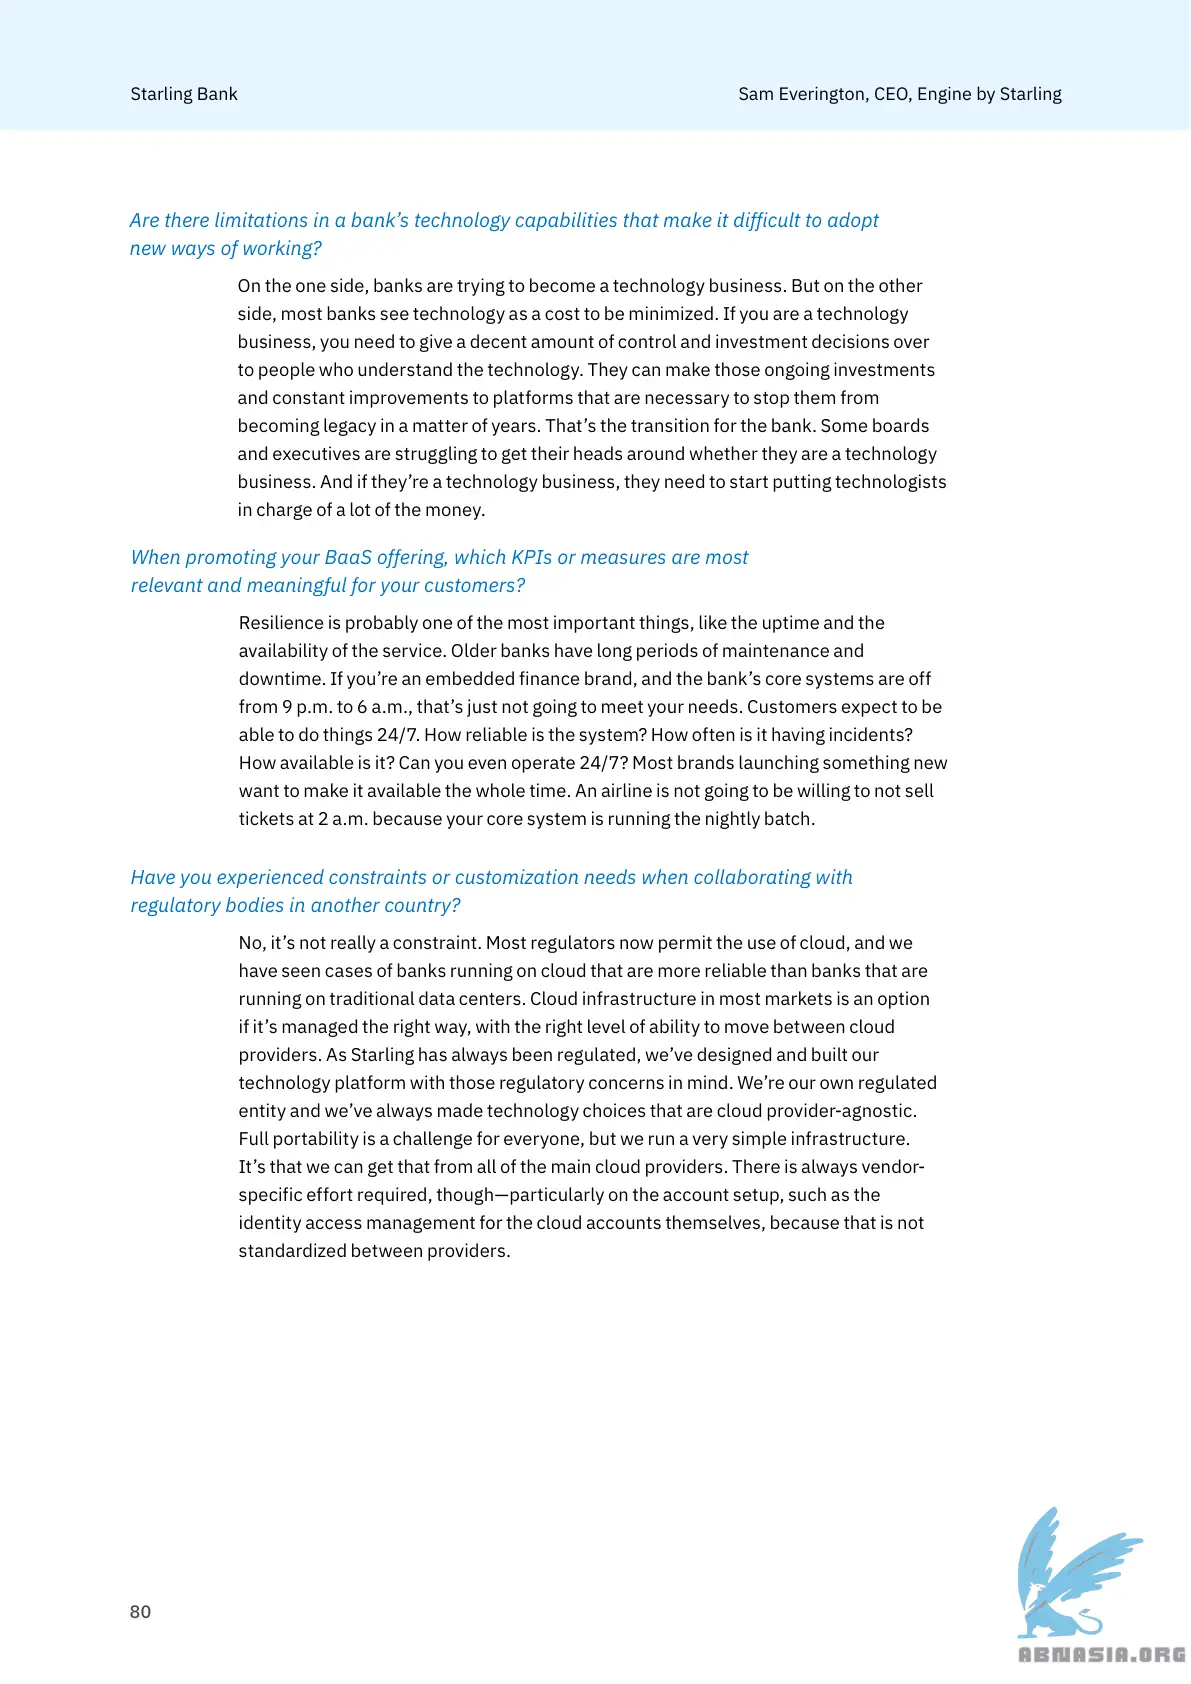 Starling Bank
Sam Everington, CEO, Engine by Starling
Are there limitations in a bank’s technology capabilities that make it difficult to adopt
new ways of working?
On the one side, banks are trying to become a technology business. But on the other
side, most banks see technology as a cost to be minimized. If you are a technology
business, you need to give a decent amount of control and investment decisions over
to people who understand the technology. They can make those ongoing investments
and constant improvements to platforms that are necessary to stop them from
becoming legacy in a matter of years. That’s the transition for the bank. Some boards
and executives are struggling to get their heads around whether they are a technology
business. And if they’re a technology business, they need to start putting technologists
in charge of a lot of the money.
When promoting your BaaS offering, which KPIs or measures are most
relevant and meaningful for your customers?
Resilience is probably one of the most important things, like the uptime and the
availability of the service. Older banks have long periods of maintenance and
downtime. If you’re an embedded finance brand, and the bank’s core systems are off
from 9 p.m. to 6 a.m., that’s just not going to meet your needs. Customers expect to be
able to do things 24/7. How reliable is the system? How often is it having incidents?
How available is it? Can you even operate 24/7? Most brands launching something new
want to make it available the whole time. An airline is not going to be willing to not sell
tickets at 2 a.m. because your core system is running the nightly batch.
Have you experienced constraints or customization needs when collaborating with
regulatory bodies in another country?
No, it’s not really a constraint. Most regulators now permit the use of cloud, and we
have seen cases of banks running on cloud that are more reliable than banks that are
running on traditional data centers. Cloud infrastructure in most markets is an option
if it’s managed the right way, with the right level of ability to move between cloud
providers. As Starling has always been regulated, we’ve designed and built our
technology platform with those regulatory concerns in mind. We’re our own regulated
entity and we’ve always made technology choices that are cloud provider-agnostic.
Full portability is a challenge for everyone, but we run a very simple infrastructure.
It’s that we can get that from all of the main cloud providers. There is always vendor-
specific effort required, though—particularly on the account setup, such as the
identity access management for the cloud accounts themselves, because that is not
standardized between providers.
80
ABNASIA.ORG